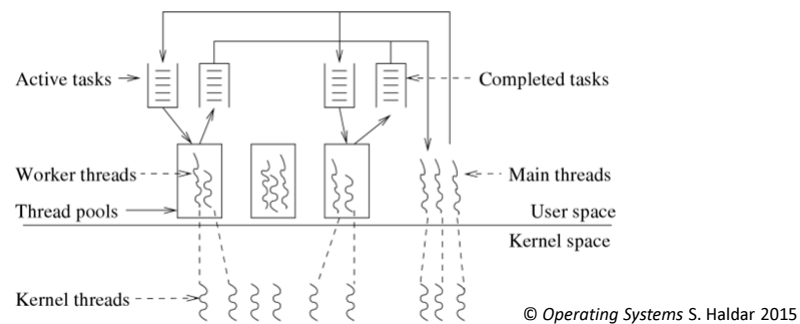 Active tasks
Completed tasks
Worker threads
Main threads
Thread pools
User space
Kernel space
Kernel threads
© Operating Systems S. Haldar 2015